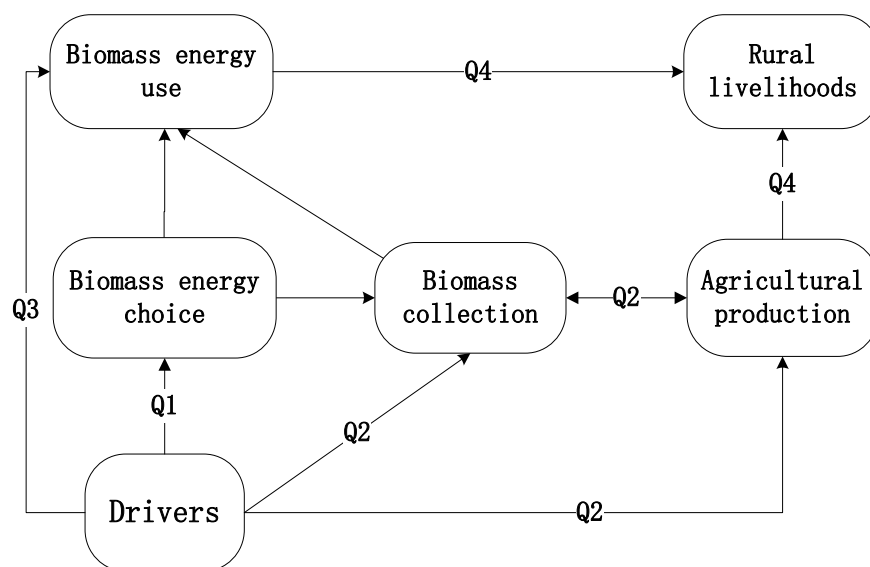 Biomass energy
use
Q4
Rural
livelihoods
Q4
Biomass energy
choice
Biomass
collection
Q2
Agricultural
production
Q3
Q1
Q2
Drivers
Q2